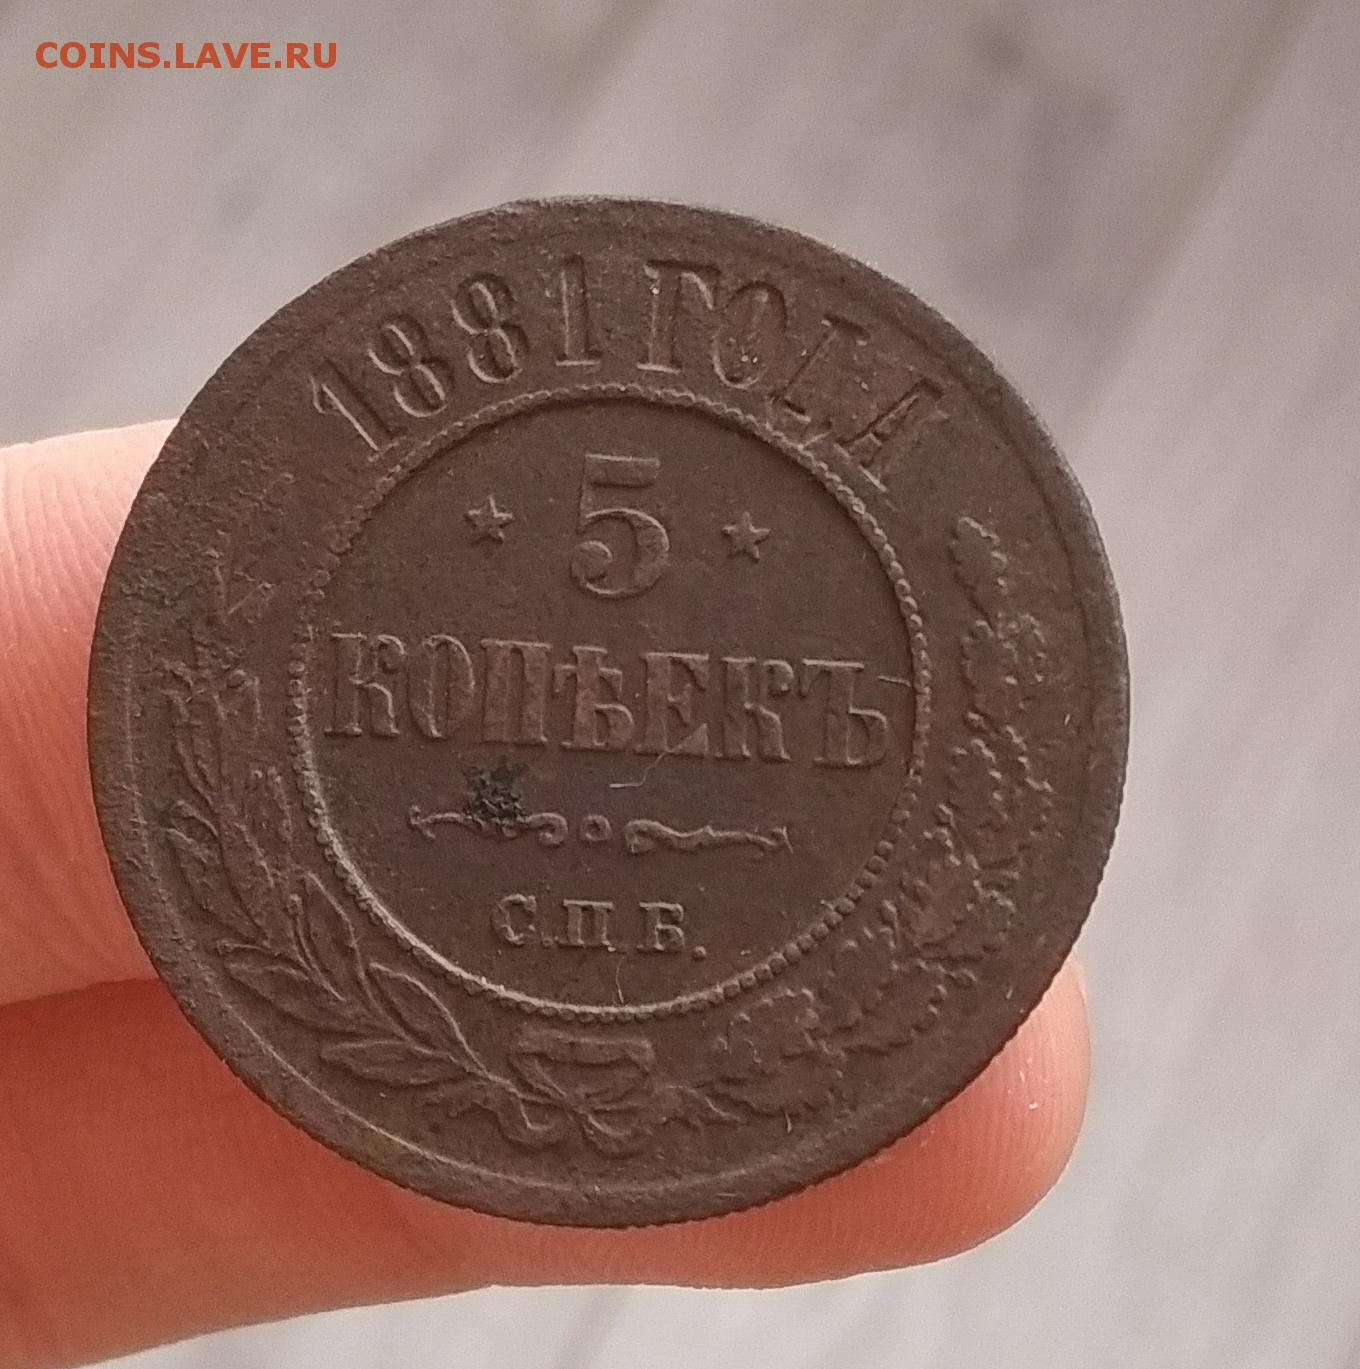 COINS.LAVE.RU
1881 ГОДА
5
КОПѢЕКЪ
С.П.Б.